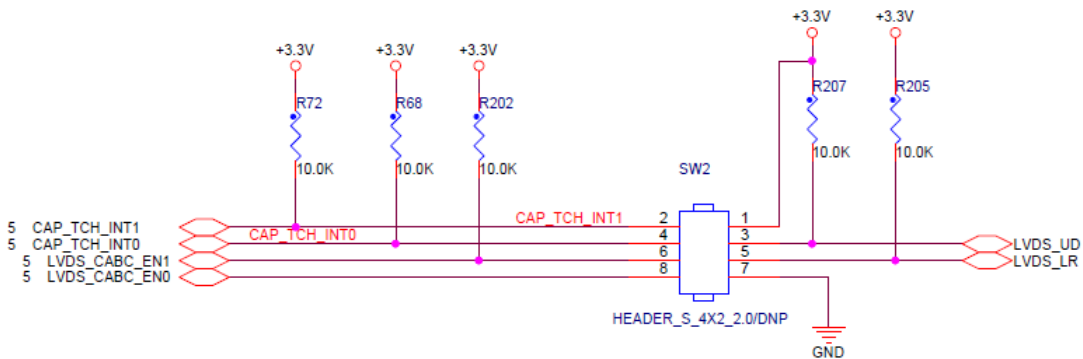 +3.3V
+3.3V
+3.3V +3.3V +3.3V
R72 R68 R202 R207 R205
10.0K 10.0K 10.0K 10.0K 10.0K
SW2
5 CAP_TCH_INT1 CAP_TCH_INT1 2 1
5 CAP_TCH_INT0 CAP_TCH_INT0 4 3 LVDS_UD
5 LVDS_CABC_EN1 6 5 LVDS_LR
5 LVDS_CABC_EN0 8 7
HEADER_S_4X2_2.0/DNP
GND